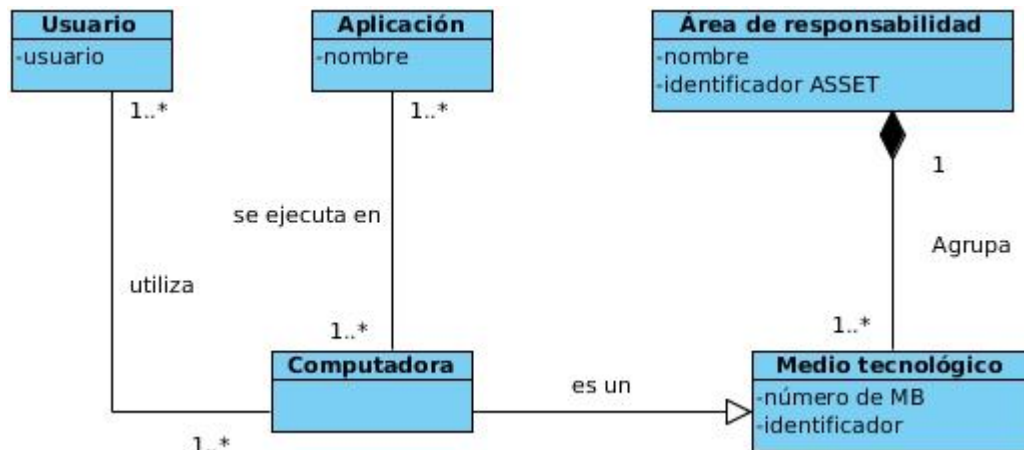 Usuario
-usuario
1..*
utiliza
1..*
Aplicación
-nombre
1..*
se ejecuta en
1..*
Computadora
es un
Área de responsabilidad
-nombre
-identificador ASSET
1
Agrupa
1..*
Medio tecnológico
-número de MB
-identificador